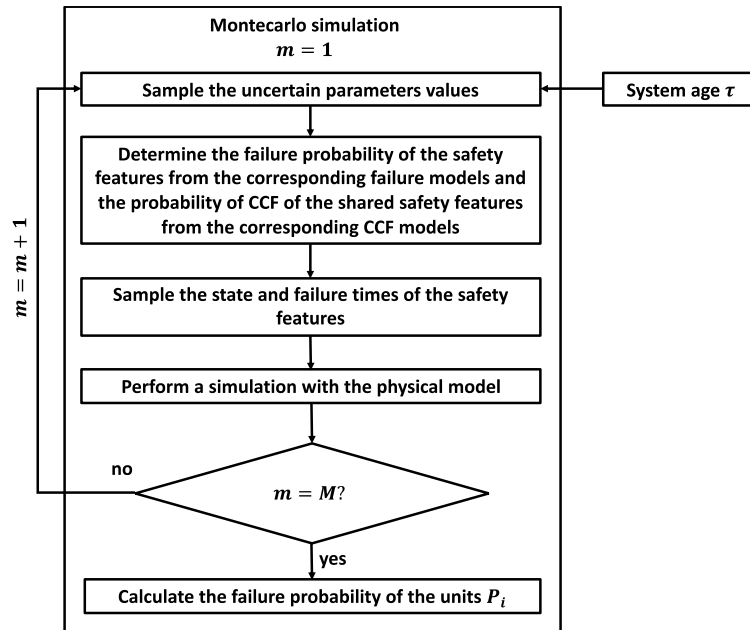 Montecarlo simulation
m = 1
Sample the uncertain parameters values
System age τ
Determine the failure probability of the safety
features from the corresponding failure models and
the probability of CCF of the shared safety features
from the corresponding CCF models
m = m + 1
Sample the state and failure times of the safety
features
Perform a simulation with the physical model
no
m = M?
yes
Calculate the failure probability of the units P_i